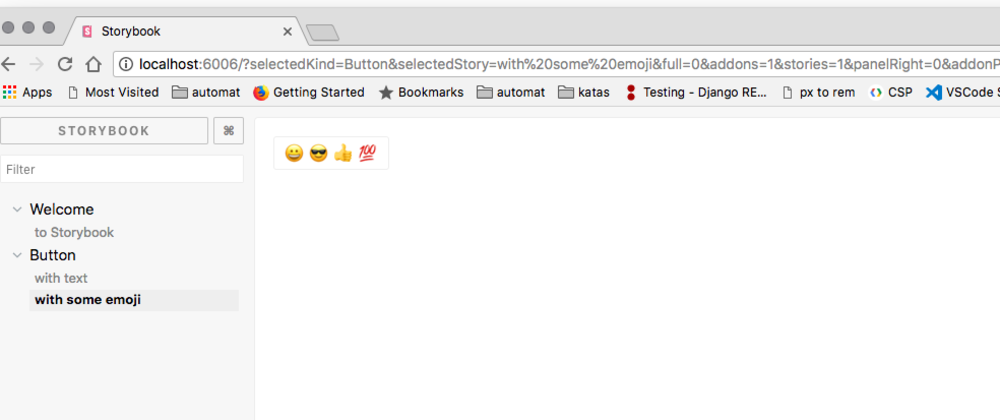 Storybook
localhost:6006/?selectedKind=Button&selectedStory=with%20some%20emoji&full=0&addons=1&stories=1&panelRight=0&addonP
Apps Most Visited automat Getting Started Bookmarks automat katas Testing - Django RE... px to rem CSP VSCode S
STORYBOOK ⌘
Filter
😀 😎 👍 💯
Welcome
to Storybook
Button
with text
with some emoji